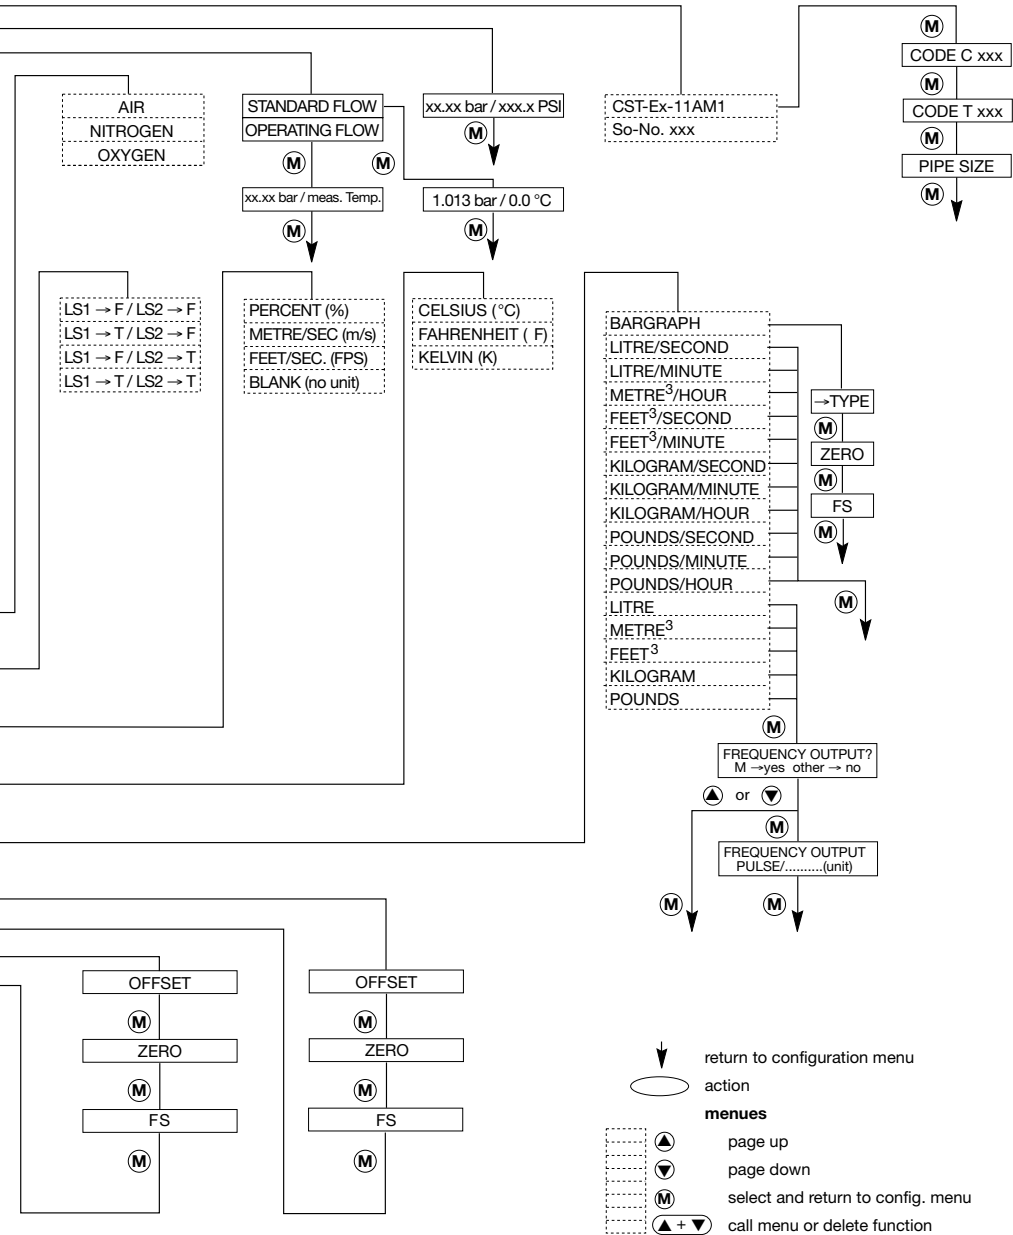 M
CODE C xxx
M
CODE T xxx
M
PIPE SIZE
M
AIR
NITROGEN
OXYGEN
STANDARD FLOW
OPERATING FLOW
M
M
xx.xx bar / meas. Temp.
M
xx.xx bar / xxx.x PSI
M
1.013 bar / 0.0 °C
M
CST-Ex-11AM1
So-No. xxx
LS1 → F / LS2 → F
LS1 → T / LS2 → F
LS1 → F / LS2 → T
LS1 → T / LS2 → T
PERCENT (%)
METRE/SEC (m/s)
FEET/SEC. (FPS)
BLANK (no unit)
CELSIUS (°C)
FAHRENHEIT ( F)
KELVIN (K)
BARGRAPH
LITRE/SECOND
LITRE/MINUTE
METRE³/HOUR
FEET³/SECOND
FEET³/MINUTE
KILOGRAM/SECOND
KILOGRAM/MINUTE
KILOGRAM/HOUR
POUNDS/SECOND
POUNDS/MINUTE
POUNDS/HOUR
LITRE
METRE³
FEET³
KILOGRAM
POUNDS
→TYPE
M
ZERO
M
FS
M
M
M
FREQUENCY OUTPUT?
M →yes other → no
▲ or ▼
M
FREQUENCY OUTPUT
PULSE/..........(unit)
M
M
OFFSET
M
ZERO
M
FS
M
OFFSET
M
ZERO
M
FS
M
return to configuration menu
action
menues
▲ page up
▼ page down
M select and return to config. menu
▲ + ▼ call menu or delete function